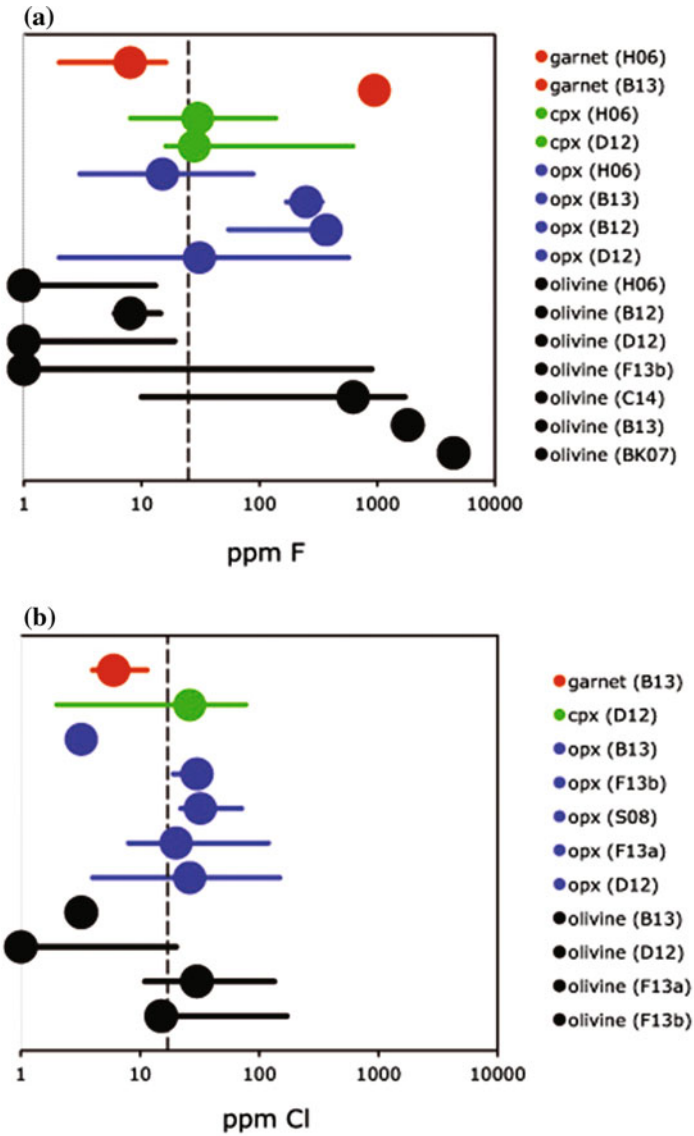 (a)
garnet (H06)
garnet (B13)
cpx (H06)
cpx (D12)
opx (H06)
opx (B13)
opx (B12)
opx (D12)
olivine (H06)
olivine (B12)
olivine (D12)
olivine (F13b)
olivine (C14)
olivine (B13)
olivine (BK07)
1 10 100 1000 10000
ppm F
(b)
garnet (B13)
cpx (D12)
opx (B13)
opx (F13b)
opx (S08)
opx (F13a)
opx (D12)
olivine (B13)
olivine (D12)
olivine (F13a)
olivine (F13b)
1 10 100 1000 10000
ppm Cl